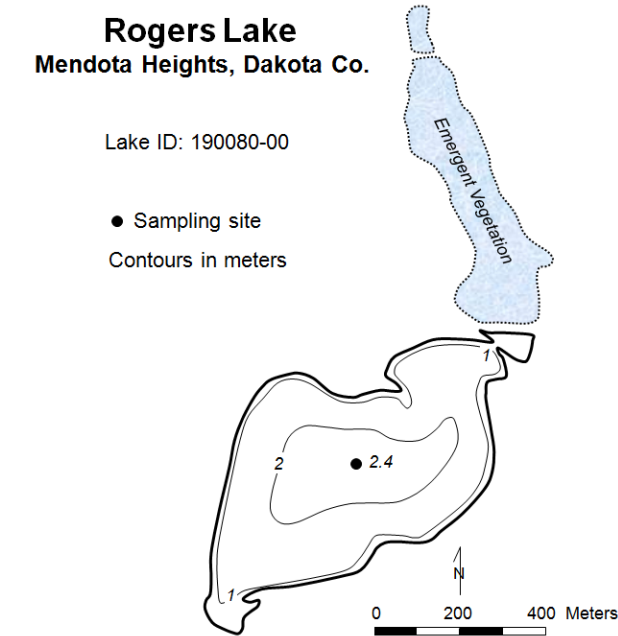 Rogers Lake
Mendota Heights, Dakota Co.
Lake ID: 190080-00
Sampling site
Contours in meters
Emergent Vegetation
1
2
2.4
1
N
0 200 400 Meters